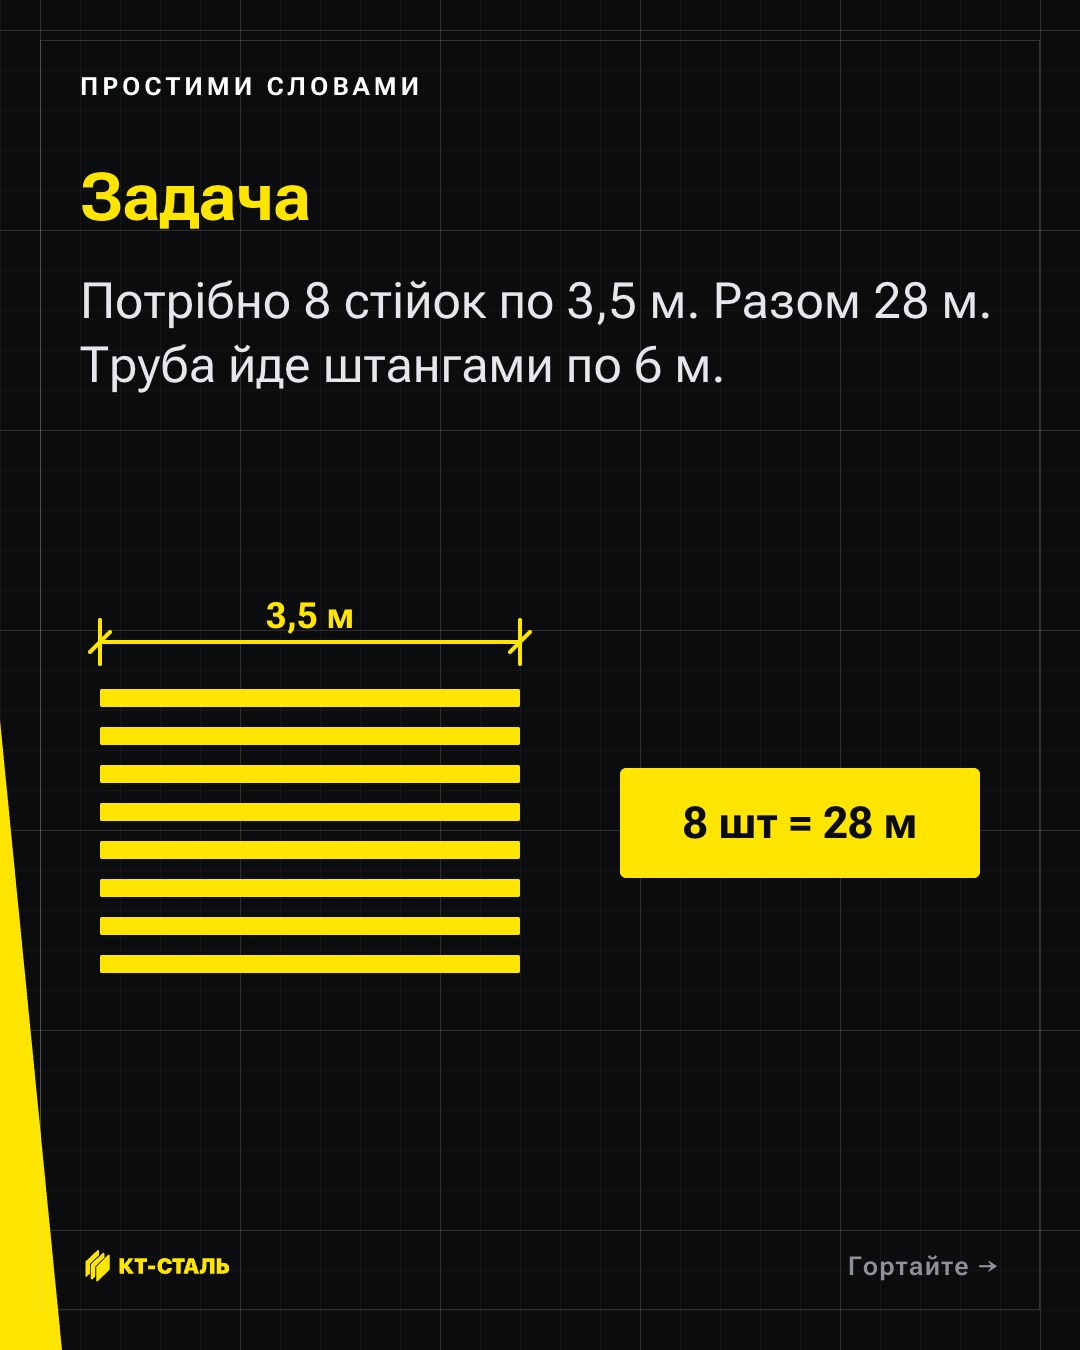 ПРОСТИМИ СЛОВАМИ
Задача
Потрібно 8 стійок по 3,5 м. Разом 28 м.
Труба йде штангами по 6 м.
3,5 м
8 шт = 28 м
КТ-СТАЛЬ
Гортайте →